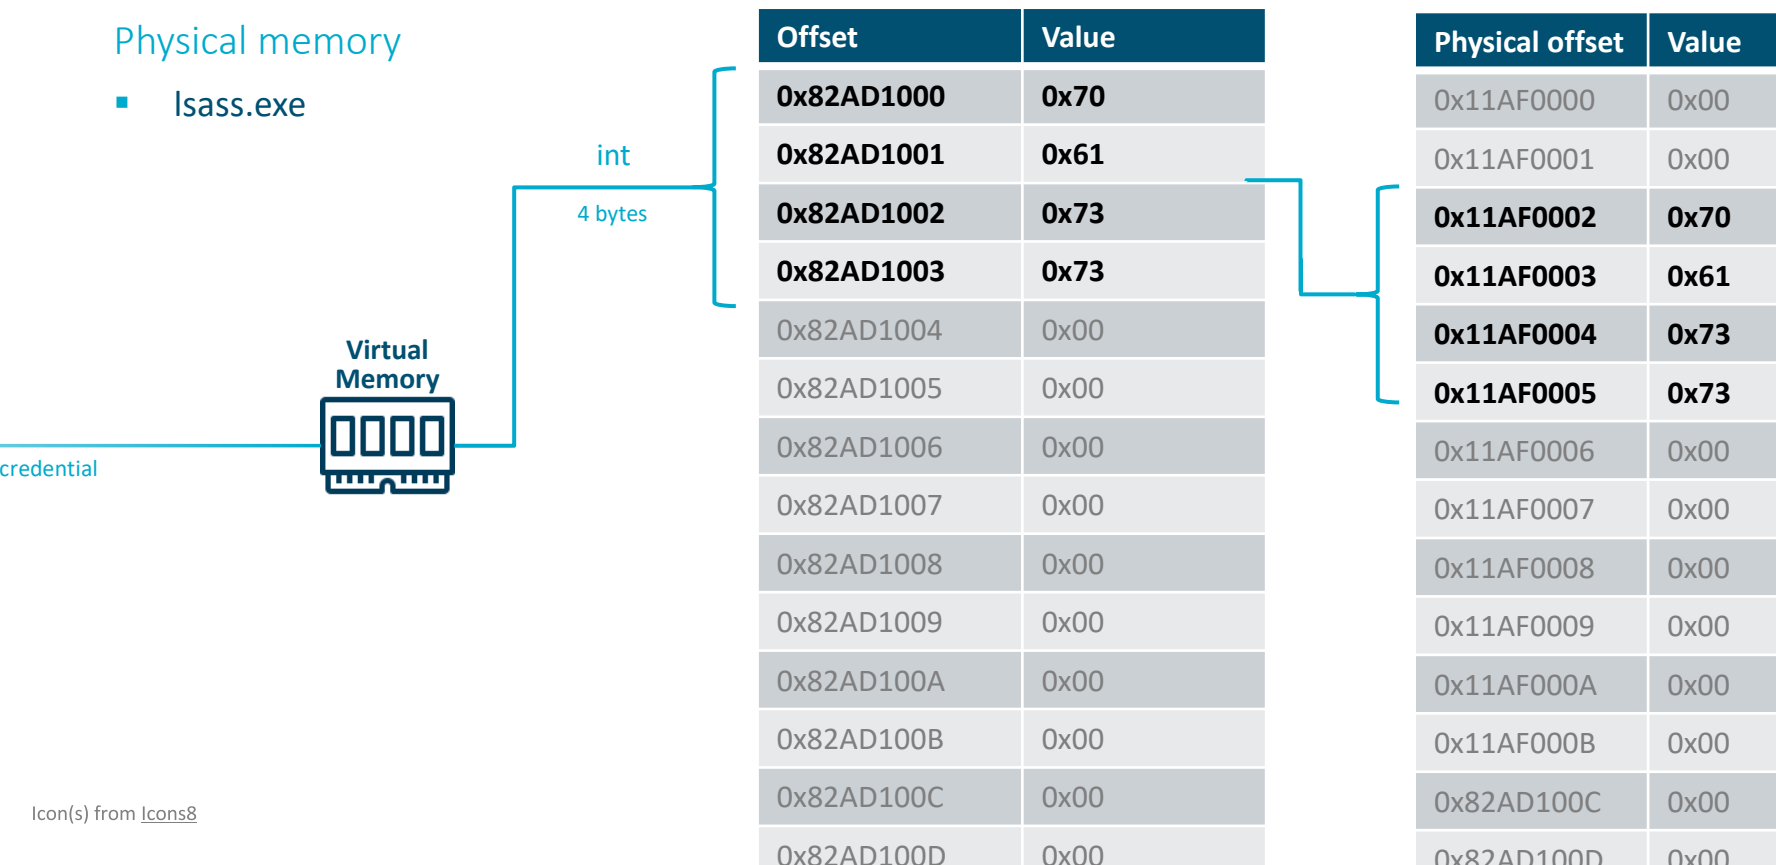 Physical memory
▪ lsass.exe
int
4 bytes
Virtual
Memory
credential
Icon(s) from Icons8
Offset Value
0x82AD1000 0x70
0x82AD1001 0x61
0x82AD1002 0x73
0x82AD1003 0x73
0x82AD1004 0x00
0x82AD1005 0x00
0x82AD1006 0x00
0x82AD1007 0x00
0x82AD1008 0x00
0x82AD1009 0x00
0x82AD100A 0x00
0x82AD100B 0x00
0x82AD100C 0x00
0x82AD100D 0x00
Physical offset Value
0x11AF0000 0x00
0x11AF0001 0x00
0x11AF0002 0x70
0x11AF0003 0x61
0x11AF0004 0x73
0x11AF0005 0x73
0x11AF0006 0x00
0x11AF0007 0x00
0x11AF0008 0x00
0x11AF0009 0x00
0x11AF000A 0x00
0x11AF000B 0x00
0x82AD100C 0x00
0x82AD100D 0x00